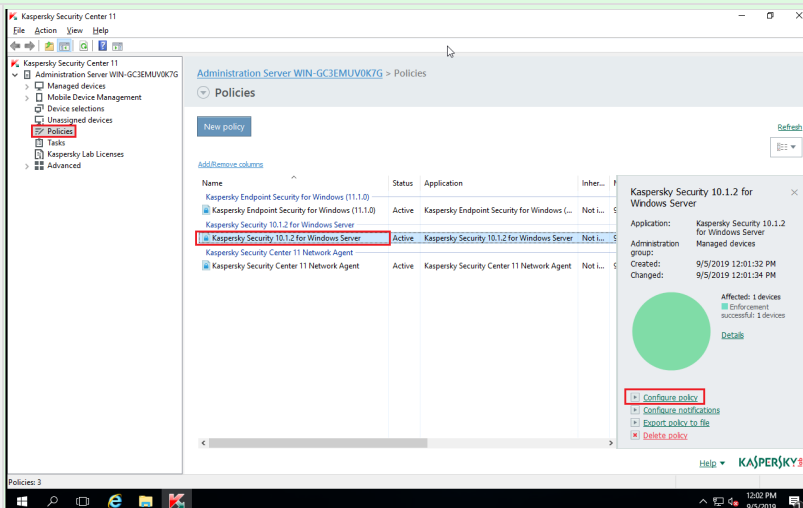 Kaspersky Security Center 11
File Action View Help
Kaspersky Security Center 11
Administration Server WIN-GC3EMUV0K7G
Managed devices
Mobile Device Management
Device selections
Unassigned devices
Policies
Tasks
Kaspersky Lab Licenses
Advanced
Administration Server WIN-GC3EMUV0K7G > Policies
Policies
New policy
Refresh
Add/Remove columns
Name Status Application Inher...
Kaspersky Endpoint Security for Windows (11.1.0)
Kaspersky Endpoint Security for Windows (11.1.0) Active Kaspersky Endpoint Security for Windows (... Not i... 9
Kaspersky Security 10.1.2 for Windows Server
Kaspersky Security 10.1.2 for Windows Server Active Kaspersky Security 10.1.2 for Windows Server Not i... 9
Kaspersky Security Center 11 Network Agent
Kaspersky Security Center 11 Network Agent Active Kaspersky Security Center 11 Network Agent Not i... 9
Kaspersky Security 10.1.2 for
Windows Server
Application: Kaspersky Security 10.1.2
for Windows Server
Administration Managed devices
group:
Created: 9/5/2019 12:01:32 PM
Changed: 9/5/2019 12:01:34 PM
Affected: 1 devices
Enforcement
successful: 1 devices
Details
Configure policy
Configure notifications
Export policy to file
Delete policy
Help KASPERSKY
Policies: 3
12:02 PM
9/5/2019